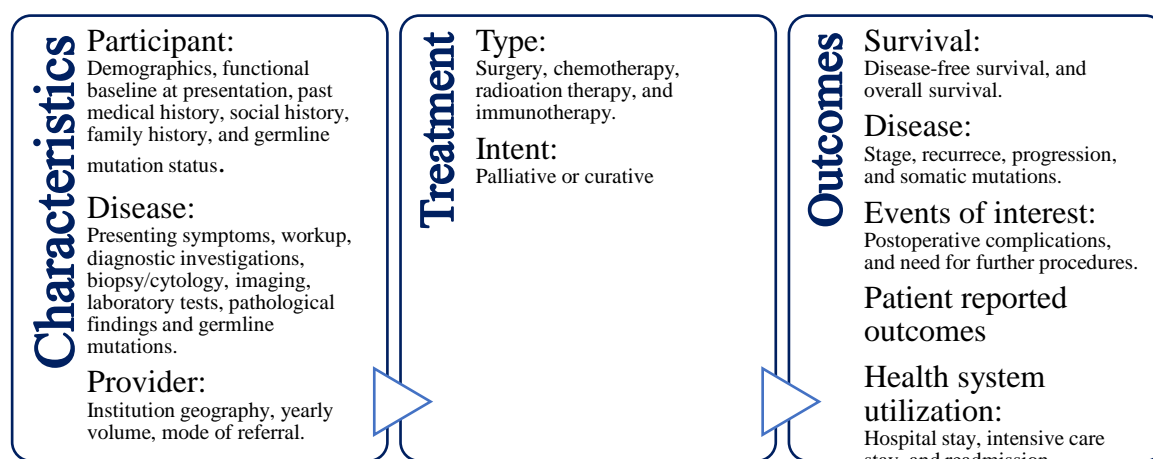 Characteristics
Participant:
Demographics, functional
baseline at presentation, past
medical history, social history,
family history, and germline
mutation status.
Disease:
Presenting symptoms, workup,
diagnostic investigations,
biopsy/cytology, imaging,
laboratory tests, pathological
findings and germline
mutations.
Provider:
Institution geography, yearly
volume, mode of referral.
Treatment
Type:
Surgery, chemotherapy,
radioation therapy, and
immunotherapy.
Intent:
Palliative or curative
Outcomes
Survival:
Disease-free survival, and
overall survival.
Disease:
Stage, recurrece, progression,
and somatic mutations.
Events of interest:
Postoperative complications,
and need for further procedures.
Patient reported
outcomes
Health system
utilization:
Hospital stay, intensive care
stay, and readmission